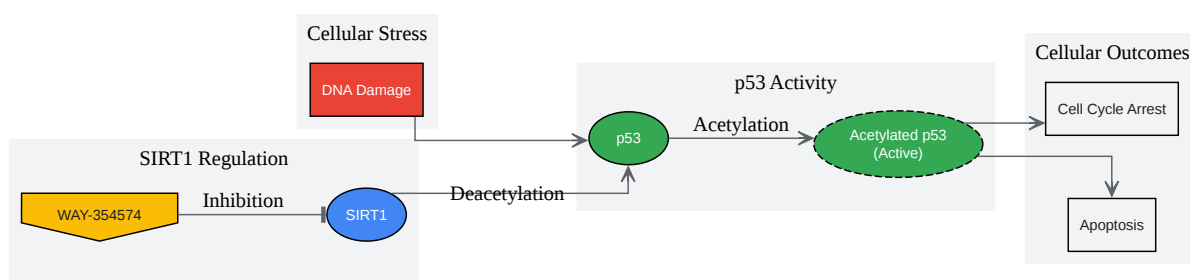 Cellular Stress
DNA Damage
SIRT1 Regulation
WAY-354574
Inhibition
SIRT1
Deacetylation
p53 Activity
p53
Acetylation
Acetylated p53
(Active)
Cellular Outcomes
Cell Cycle Arrest
Apoptosis